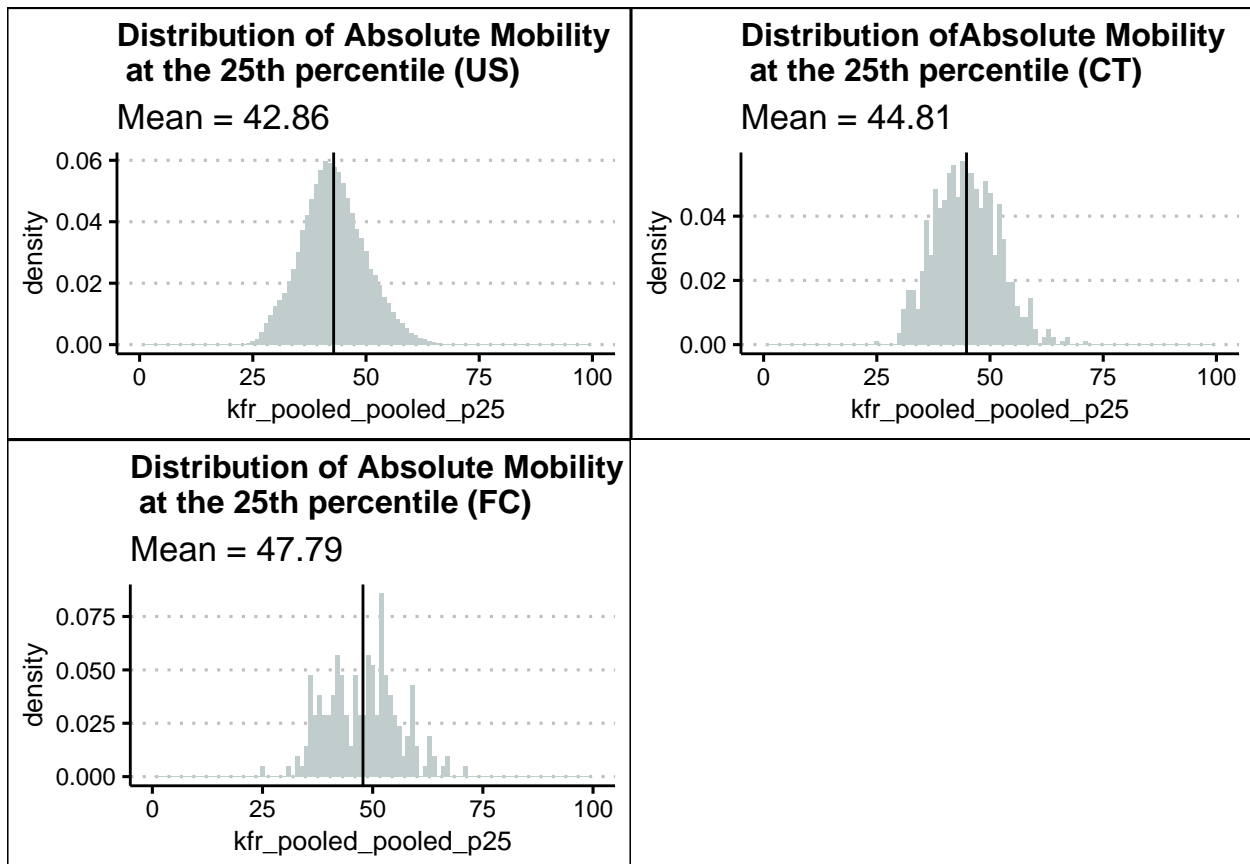 Distribution of Absolute Mobility
at the 25th percentile (US)
Mean = 42.86
0.06
0.04
0.02
0.00
density
0 25 50 75 100
kfr_pooled_pooled_p25
Distribution ofAbsolute Mobility
at the 25th percentile (CT)
Mean = 44.81
0.04
0.02
0.00
density
0 25 50 75 100
kfr_pooled_pooled_p25
Distribution of Absolute Mobility
at the 25th percentile (FC)
Mean = 47.79
0.075
0.050
0.025
0.000
density
0 25 50 75 100
kfr_pooled_pooled_p25